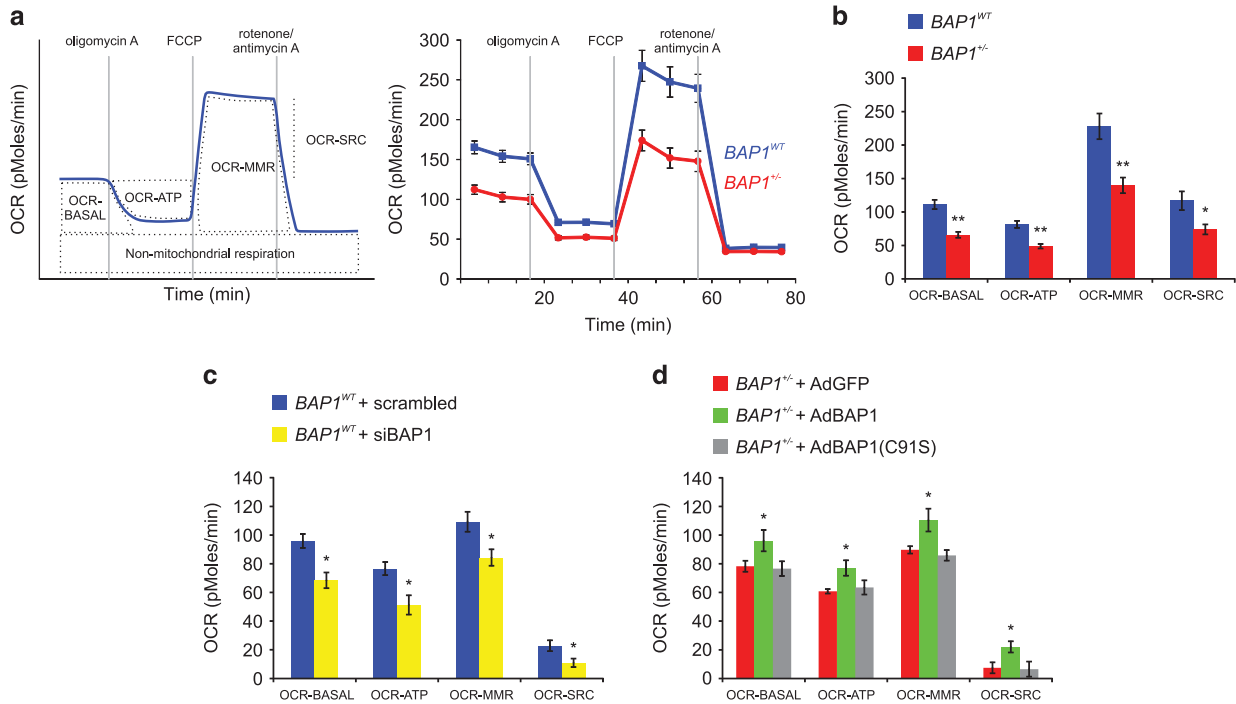 a
oligomycin A
FCCP
rotenone/
antimycin A
OCR (pMoles/min)
OCR-
BASAL
OCR-ATP
OCR-MMR
OCR-SRC
Non-mitochondrial respiration
Time (min)
oligomycin A
FCCP
rotenone/
antimycin A
OCR (pMoles/min)
300
250
200
150
100
50
0
BAP1WT
BAP1+/-
20
40
60
80
Time (min)
b
BAP1WT
BAP1+/-
OCR (pMoles/min)
300
250
200
150
100
50
0
**
**
**
*
OCR-BASAL
OCR-ATP
OCR-MMR
OCR-SRC
c
BAP1WT + scrambled
BAP1WT + siBAP1
OCR (pMoles/min)
140
120
100
80
60
40
20
0
*
*
*
*
OCR-BASAL
OCR-ATP
OCR-MMR
OCR-SRC
d
BAP1+/- + AdGFP
BAP1+/- + AdBAP1
BAP1+/- + AdBAP1(C91S)
OCR (pMoles/min)
140
120
100
80
60
40
20
0
*
*
*
*
OCR-BASAL
OCR-ATP
OCR-MMR
OCR-SRC